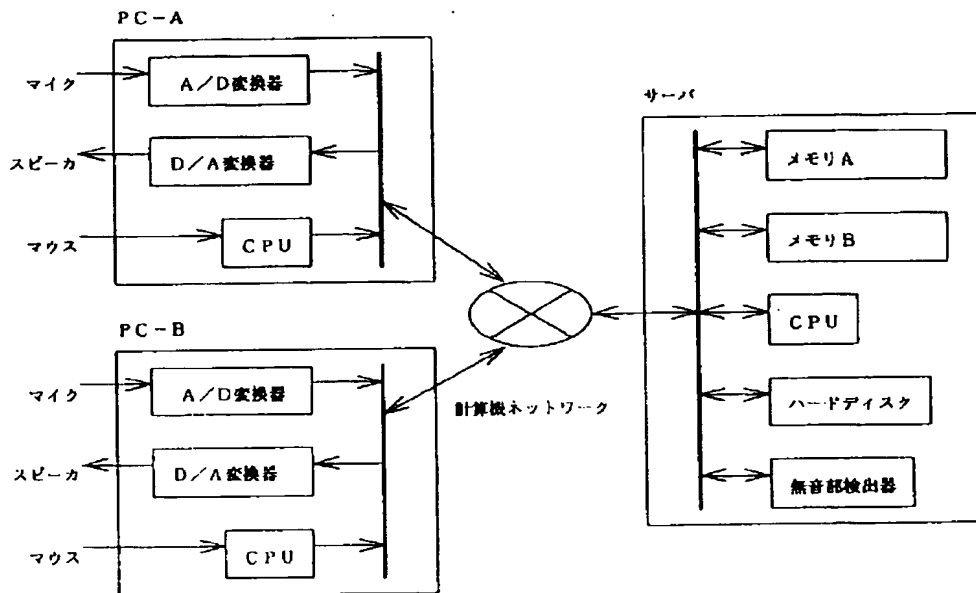 PC-A
マイク
A/D変換器
スピーカ
D/A変換器
マウス
CPU
PC-B
マイク
A/D変換器
スピーカ
D/A変換器
マウス
CPU
計算機ネットワーク
サーバ
メモリA
メモリB
CPU
ハードディスク
無音部検出器